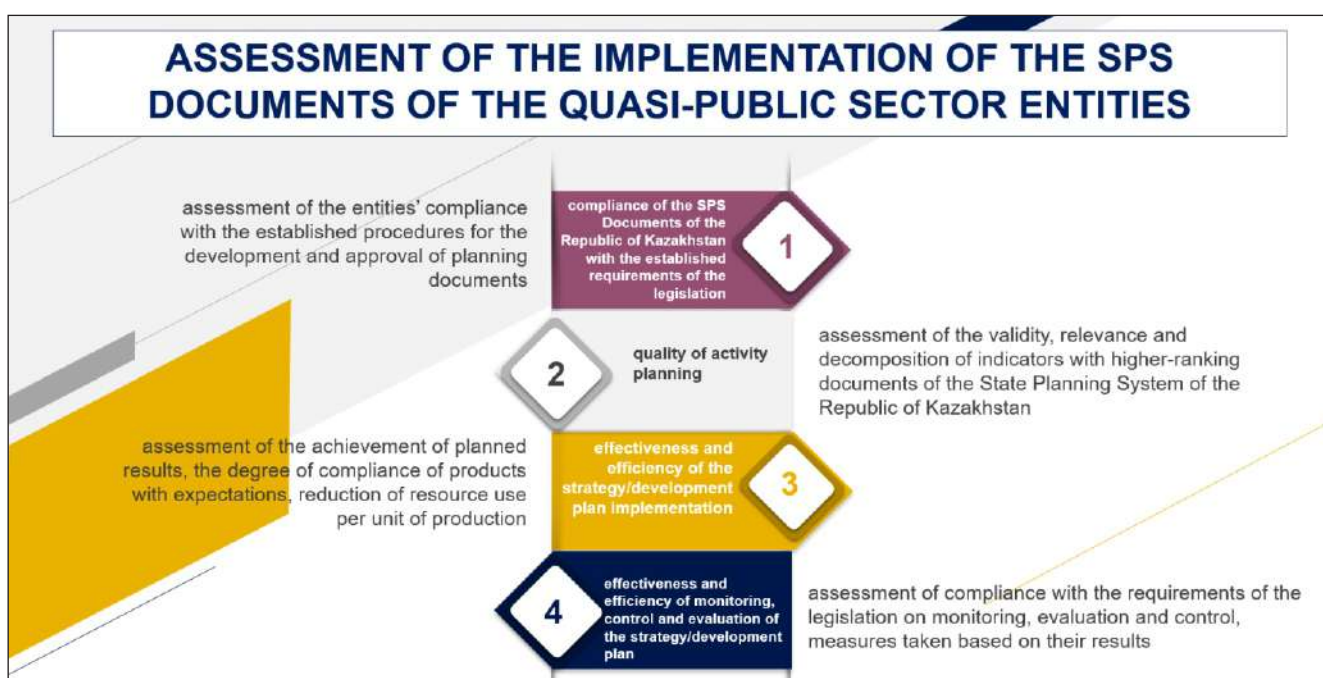 ASSESSMENT OF THE IMPLEMENTATION OF THE SPS
DOCUMENTS OF THE QUASI-PUBLIC SECTOR ENTITIES
assessment of the entities’ compliance
with the established procedures for the
development and approval of planning
documents
compliance of the SPS
Documents of the
Republic of Kazakhstan
with the established
requirements of the
legislation
1
2
quality of activity
planning
assessment of the validity, relevance and
decomposition of indicators with higher-ranking
documents of the State Planning System of the
Republic of Kazakhstan
assessment of the achievement of planned
results, the degree of compliance of products
with expectations, reduction of resource use
per unit of production
effectiveness and
efficiency of the
strategy/development
plan implementation
3
4
effectiveness and
efficiency of monitoring,
control and evaluation of
the strategy/development
plan
assessment of compliance with the requirements of the
legislation on monitoring, evaluation and control,
measures taken based on their results